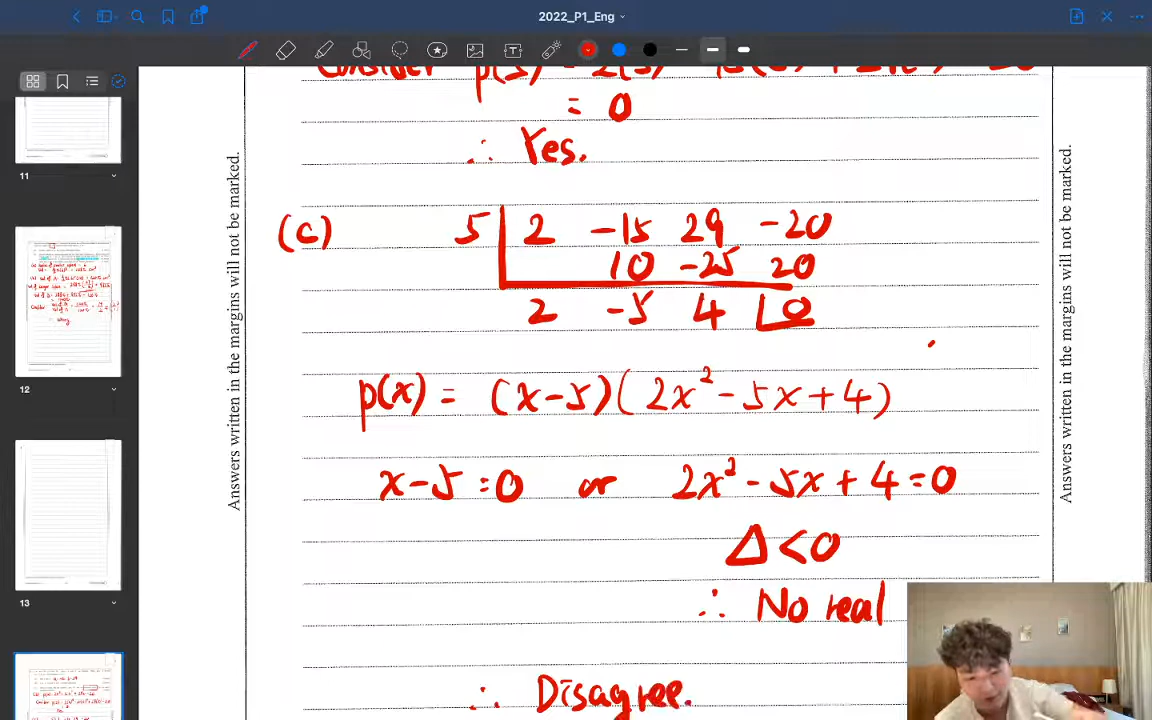 2022_P1_Eng
= 0
∴ Yes.
(c) 5 2 -15 29 -20
10 -25 20
2 -5 4 0
p(x) = (x-5)(2x² - 5x + 4)
x-5=0 or 2x² - 5x + 4 = 0
Δ < 0
∴ No real
∴ Disagree.
Answers written in the margins will not be marked.
Answers written in the margins will not be marked.
11
12
13